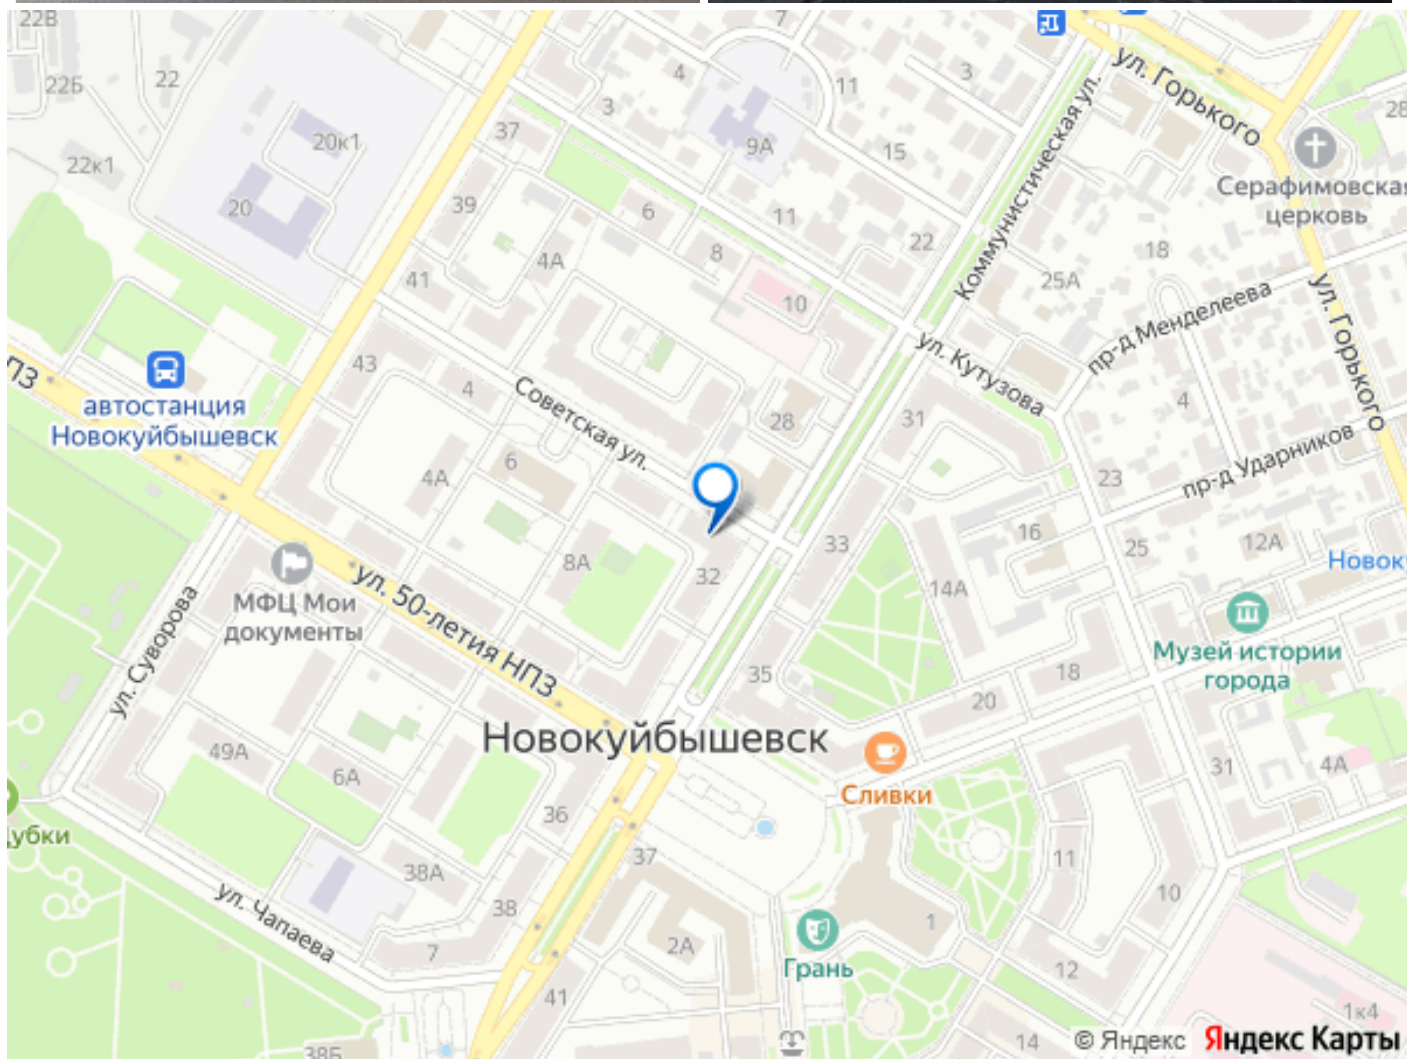 22В
7
ул. Горького
22Б
22
4
11
3
3
28
37
20к1
9А
15
Коммунистическая ул.
22к1
Серафимовская
церковь
20
39
6
11
4А
8
22
18
25А
41
10
пр-д Менделеева
ул. Горького
ул. Кутузова
НПЗ
43
автостанция
Новокуйбышевск
4
Советская ул.
28
31
4
6
4А
23
пр-д Ударников
16
33
25
12А
8А
32
14А
Новок
МФЦ Мои
документы
ул. 50-летия НПЗ
ул. Суворова
Музей истории
города
35
18
20
Новокуйбышевск
49А
6А
31
4А
Сливки
36
убки
37
11
38А
10
38
ул. Чапаева
7
2А
1
Грань
12
41
1к4
38Б
14
© Яндекс Яндекс Карты